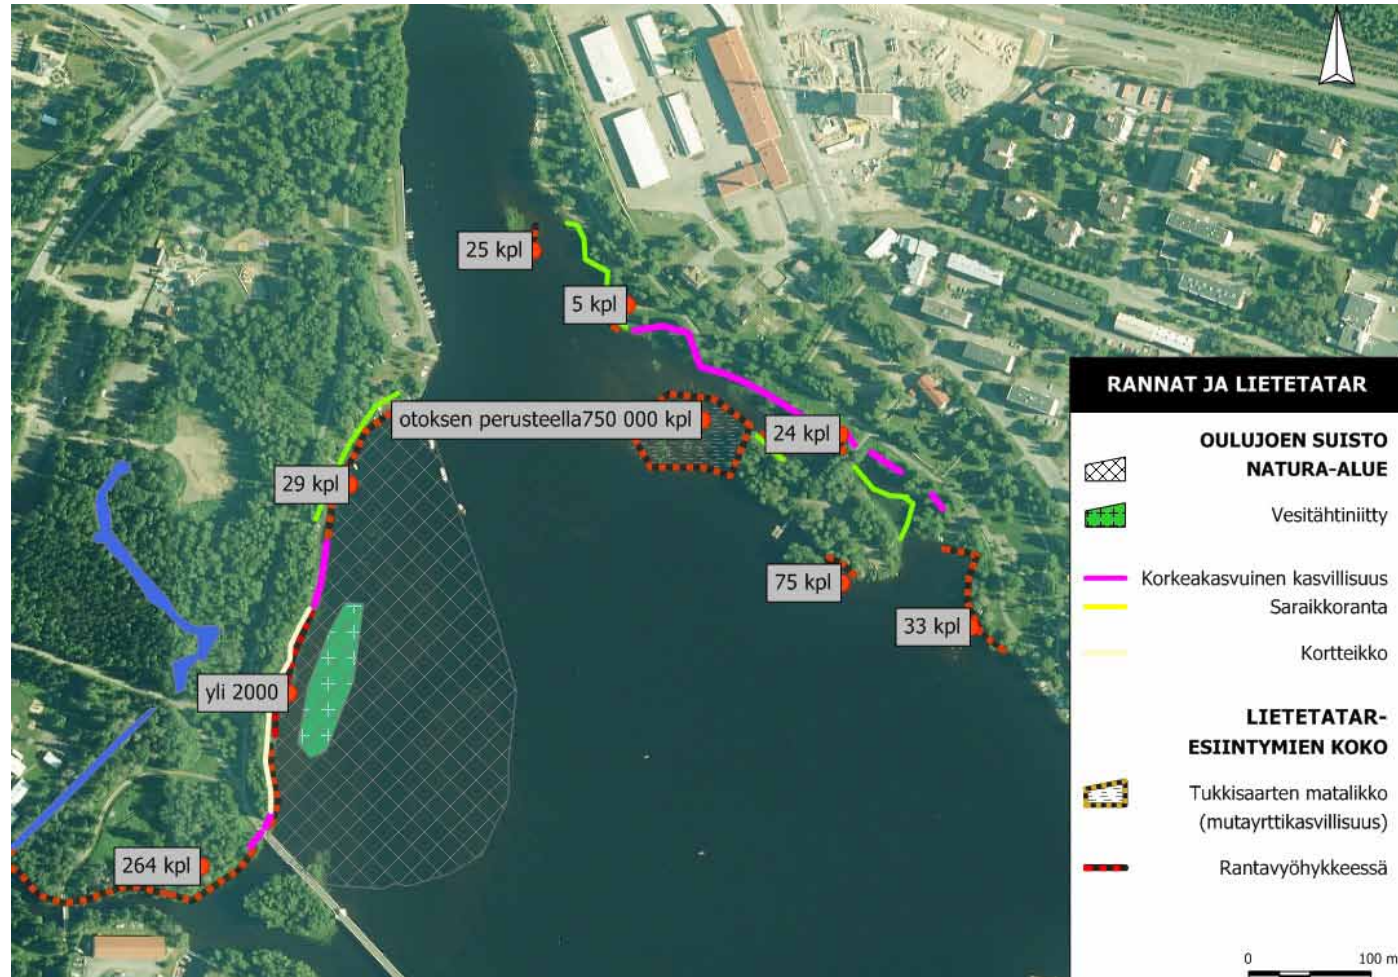 25 kpl
5 kpl
otoksen perusteella750 000 kpl
24 kpl
29 kpl
75 kpl
33 kpl
yli 2000
264 kpl
RANNAT JA LIETETATAR
OULUJOEN SUISTO
NATURA-ALUE
Vesitähtiniitty
Korkeakasvuinen kasvillisuus
Saraikkoranta
Kortteikko
LIETETATAR-
ESIINTYMIEN KOKO
Tukkisaarten matalikko
(mutayrttikasvillisuus)
Rantavyöhykkeessä
0 100 m